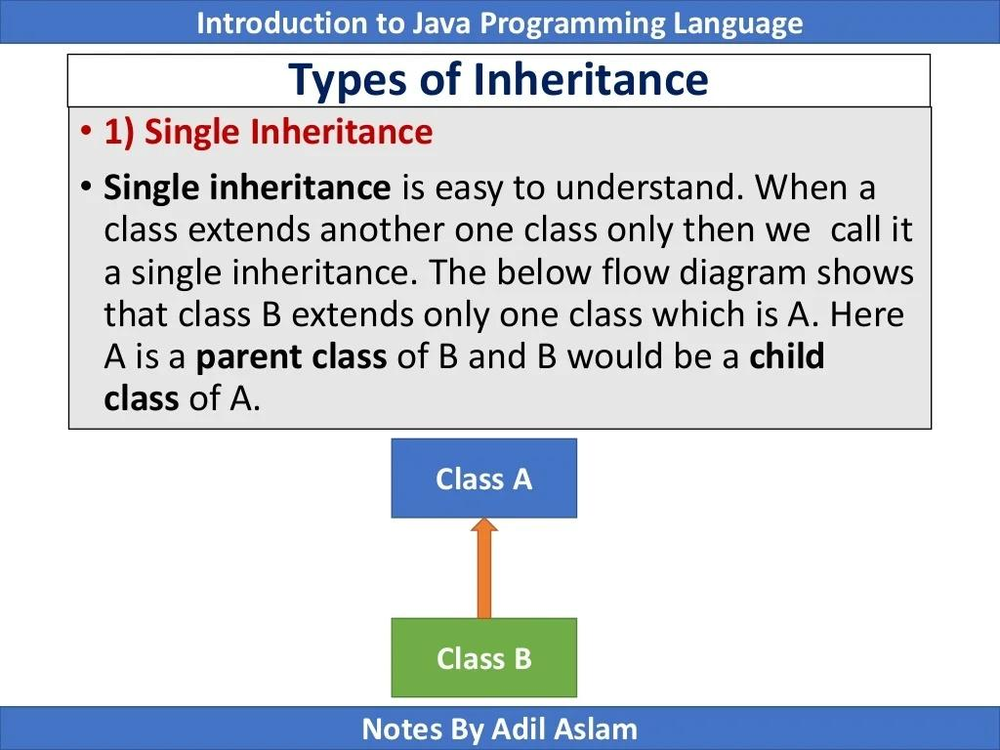 Introduction to Java Programming Language
Types of Inheritance
• 1) Single Inheritance
• Single inheritance is easy to understand. When a
class extends another one class only then we  call it
a single inheritance. The below flow diagram shows
that class B extends only one class which is A. Here
A is a parent class of B and B would be a child
class of A.
Class A
Class B
Notes By Adil Aslam